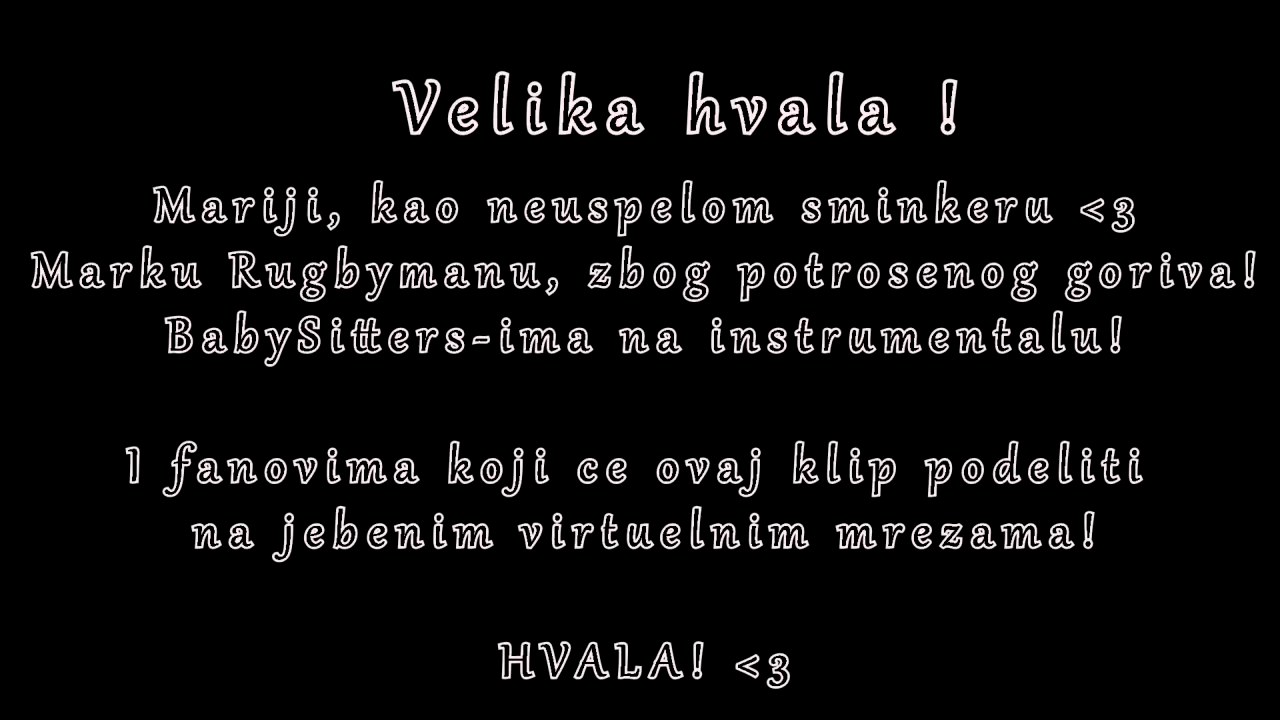 Velika hvala !
Mariji, kao neuspelom sminkeru <3
Marku Rugbymanu, zbog potrosenog goriva!
BabySitters-ima na instrumentalu!
I fanovima koji ce ovaj klip podeliti
na jebenim virtuelnim mrezama!
HVALA! <3